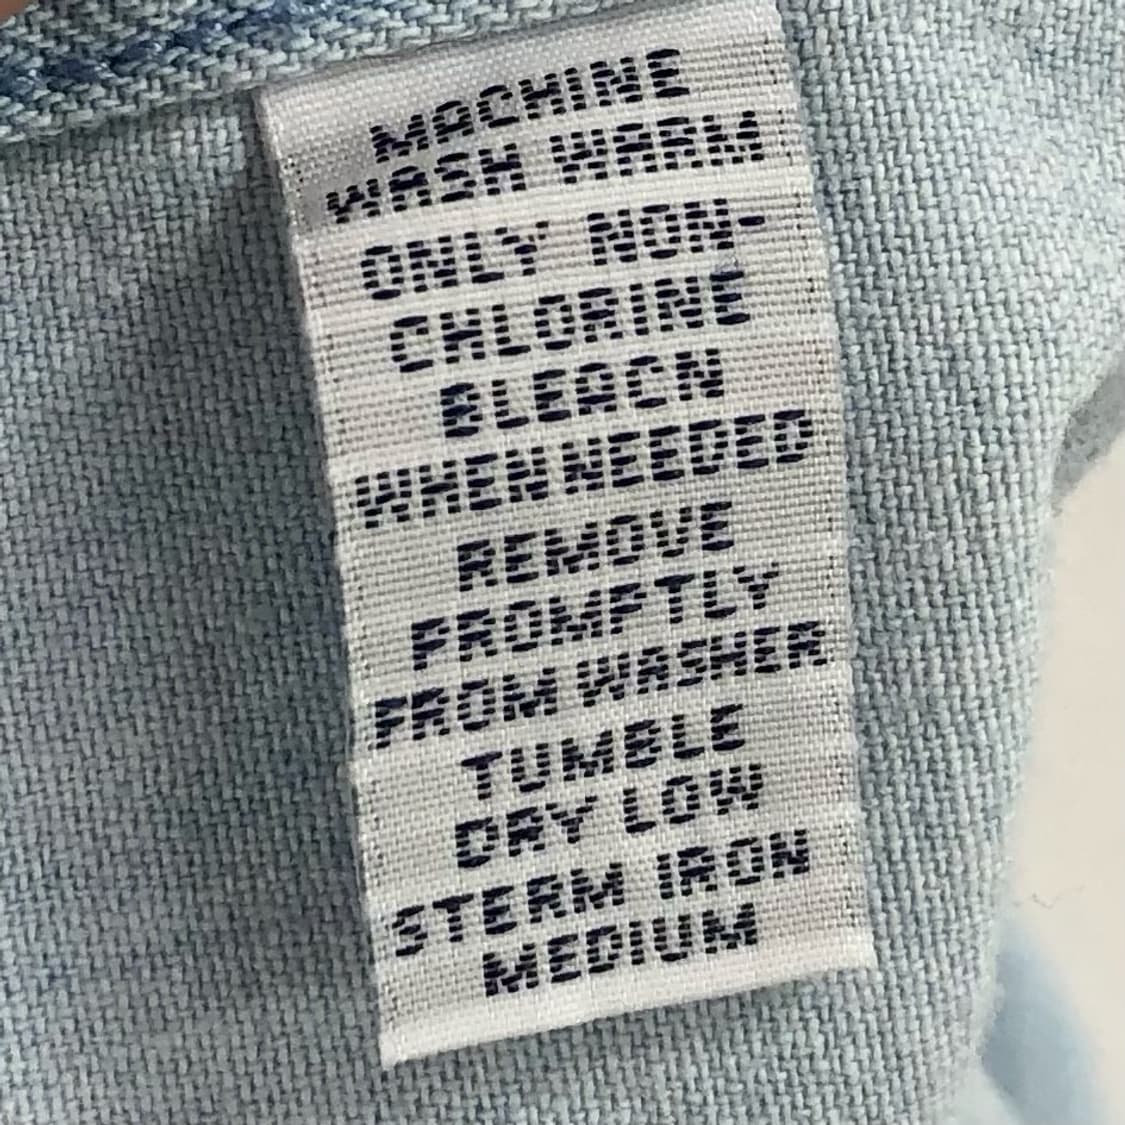 MACHINE
WASH WARM
ONLY NON-
CHLORINE
BLEACN
WHEN NEEDED
REMOVE
PROMPTLY
FROM WASHER
TUMBLE
DRY LOW
STERM IRON
MEDIUM